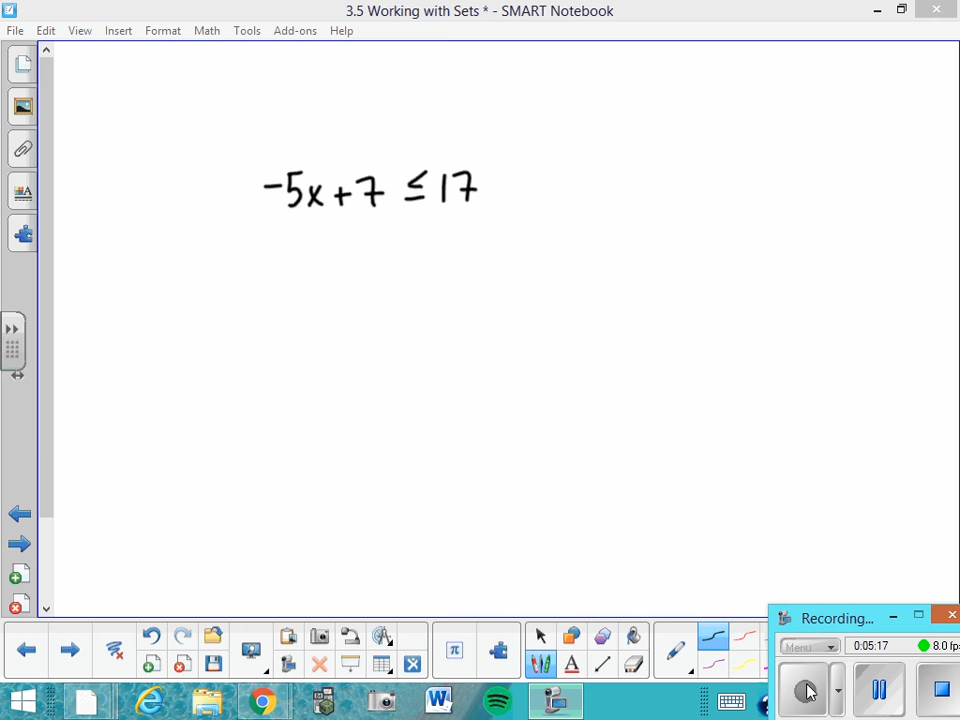 3.5 Working with Sets * - SMART Notebook
File Edit View Insert Format Math Tools Add-ons Help
-5x+7 ≤ 17
Recording...
Menu 0:05:17 8.0 fp